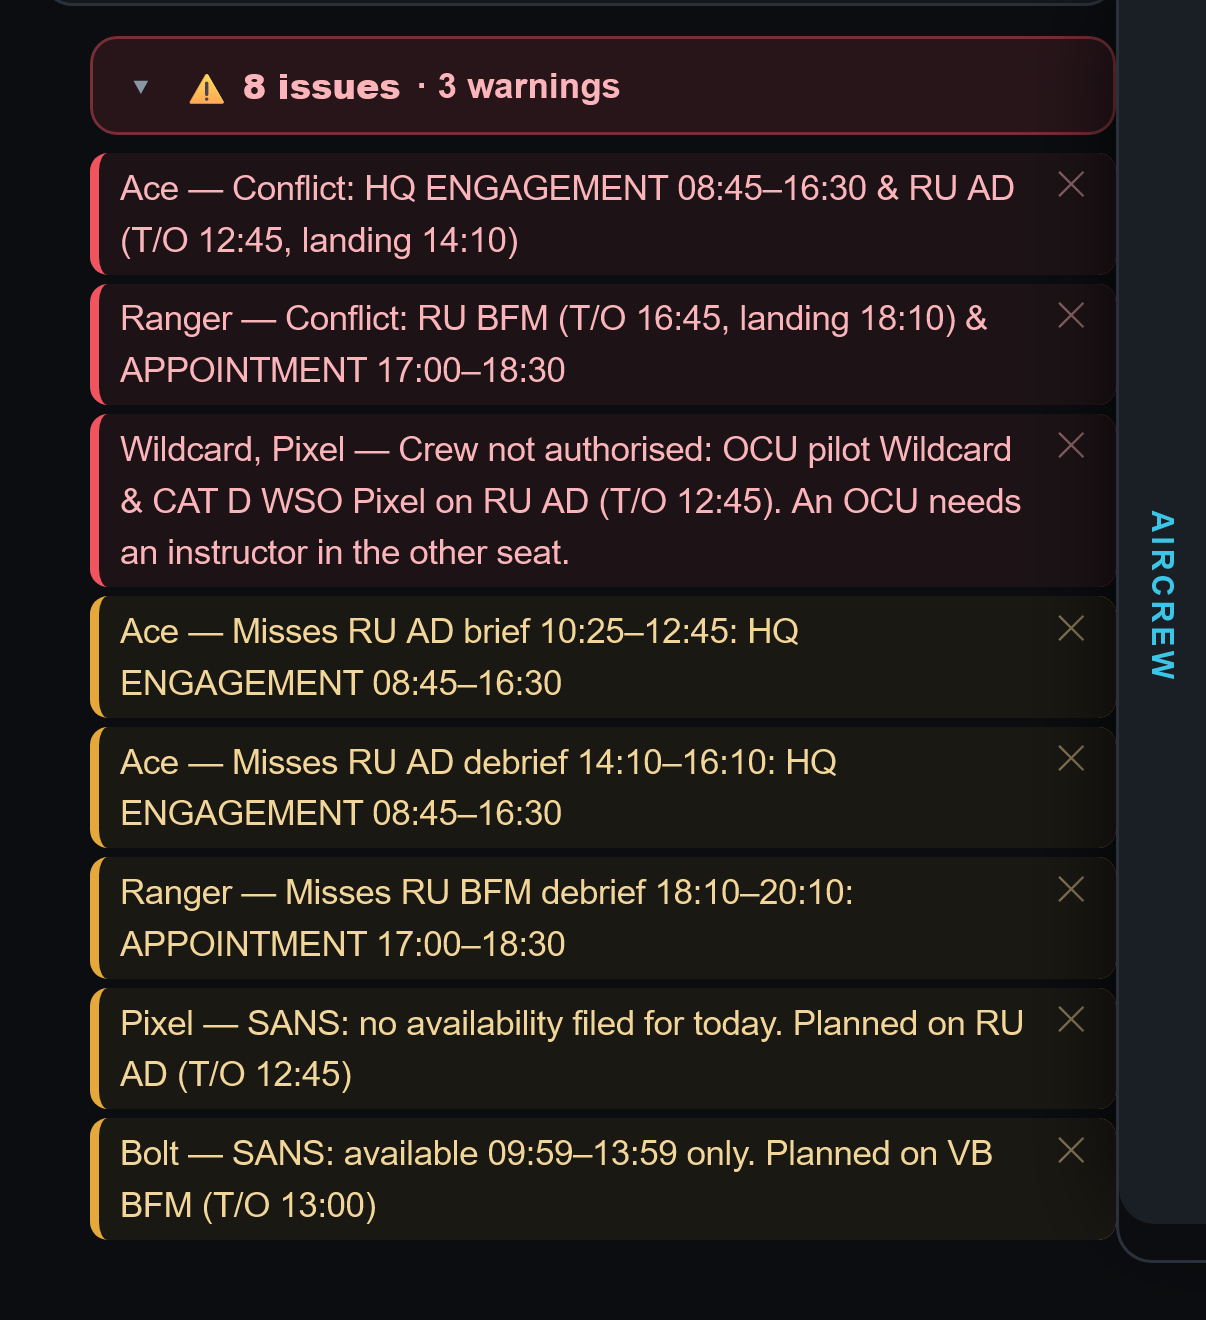 8 issues · 3 warnings
Ace — Conflict: HQ ENGAGEMENT 08:45–16:30 & RU AD
(T/O 12:45, landing 14:10)
Ranger — Conflict: RU BFM (T/O 16:45, landing 18:10) &
APPOINTMENT 17:00–18:30
Wildcard, Pixel — Crew not authorised: OCU pilot Wildcard
& CAT D WSO Pixel on RU AD (T/O 12:45). An OCU needs
an instructor in the other seat.
Ace — Misses RU AD brief 10:25–12:45: HQ
ENGAGEMENT 08:45–16:30
Ace — Misses RU AD debrief 14:10–16:10: HQ
ENGAGEMENT 08:45–16:30
Ranger — Misses RU BFM debrief 18:10–20:10:
APPOINTMENT 17:00–18:30
Pixel — SANS: no availability filed for today. Planned on RU
AD (T/O 12:45)
Bolt — SANS: available 09:59–13:59 only. Planned on VB
BFM (T/O 13:00)
AIRCREW